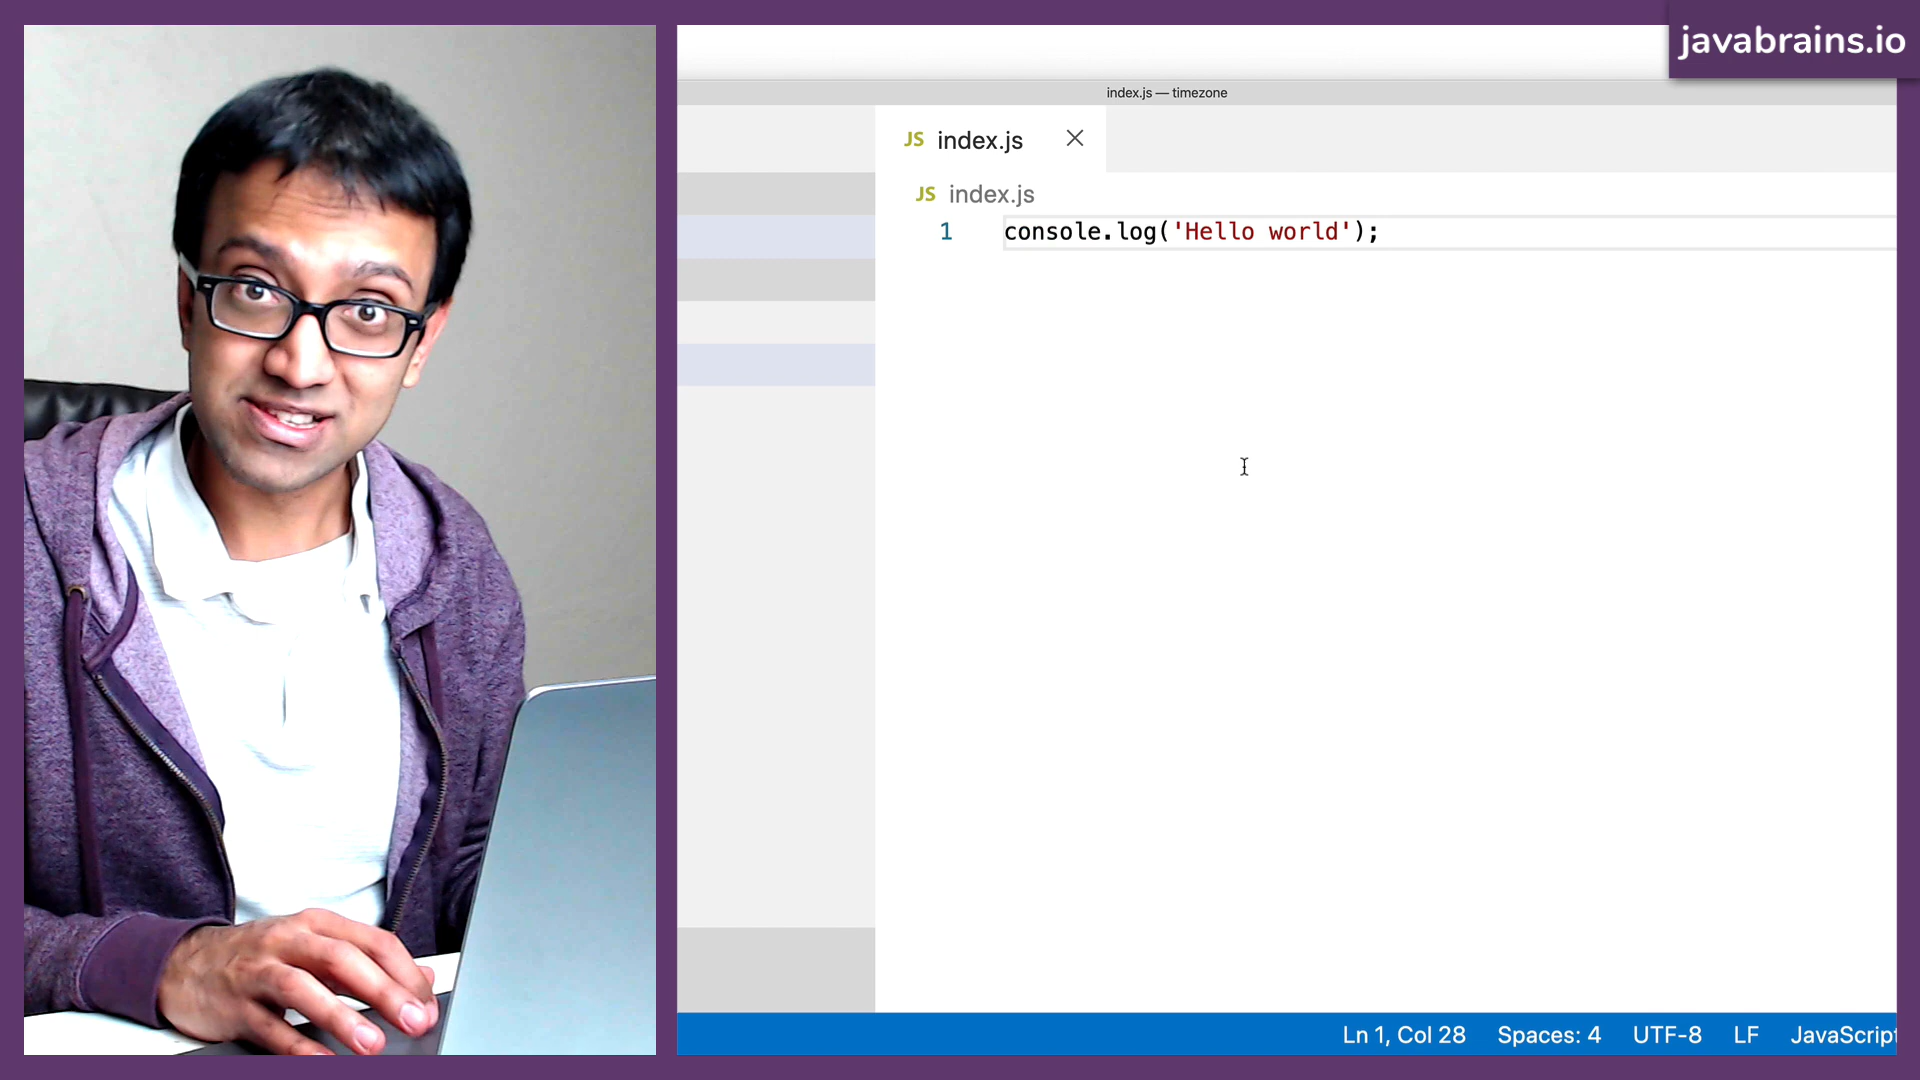 javabrains.io
index.js — timezone
JS index.js
JS index.js
1 console.log('Hello world');
Ln 1, Col 28 Spaces: 4 UTF-8 LF JavaScript